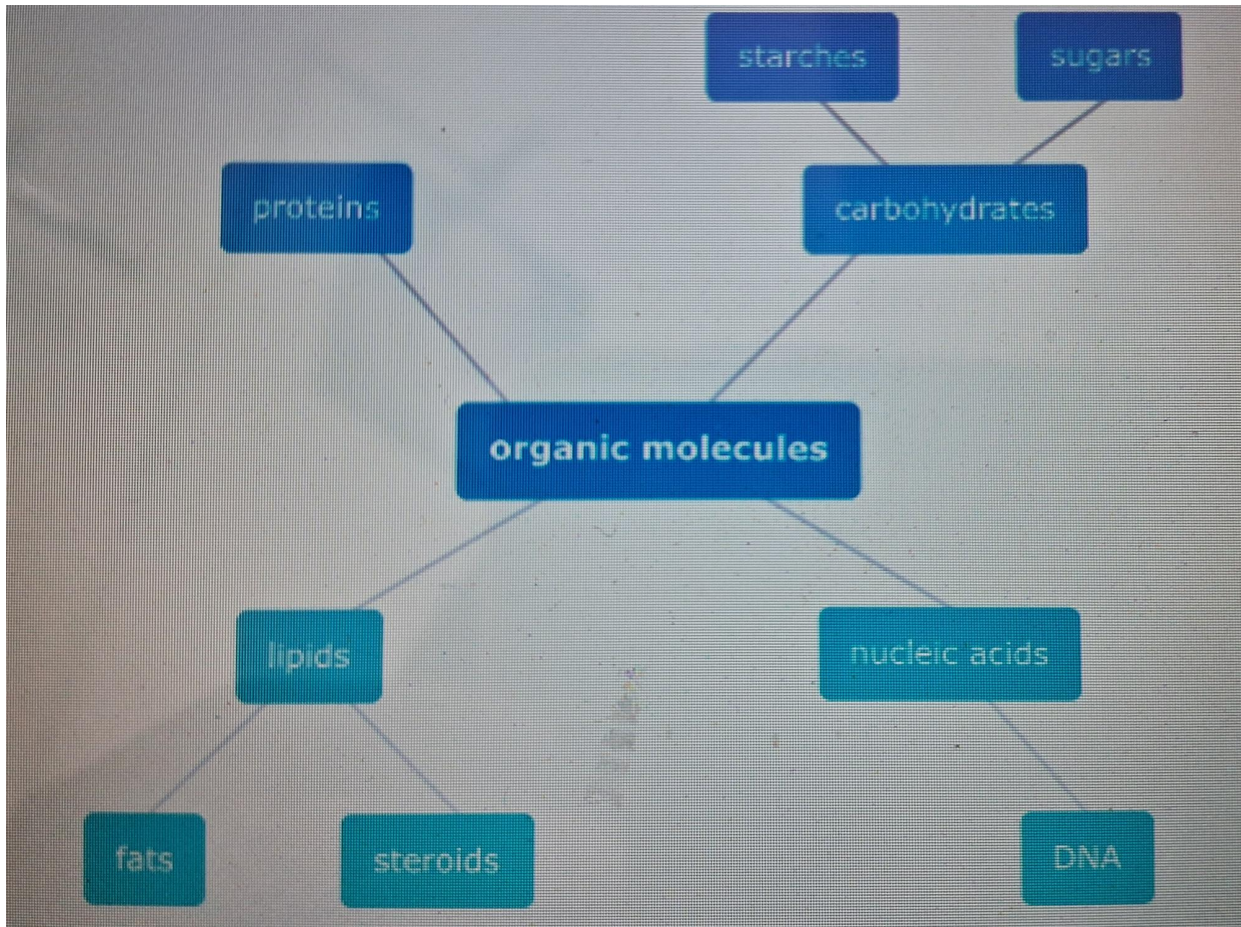 starches
sugars
proteins
carbohydrates
organic molecules
lipids
nucleic acids
fats
steroids
DNA